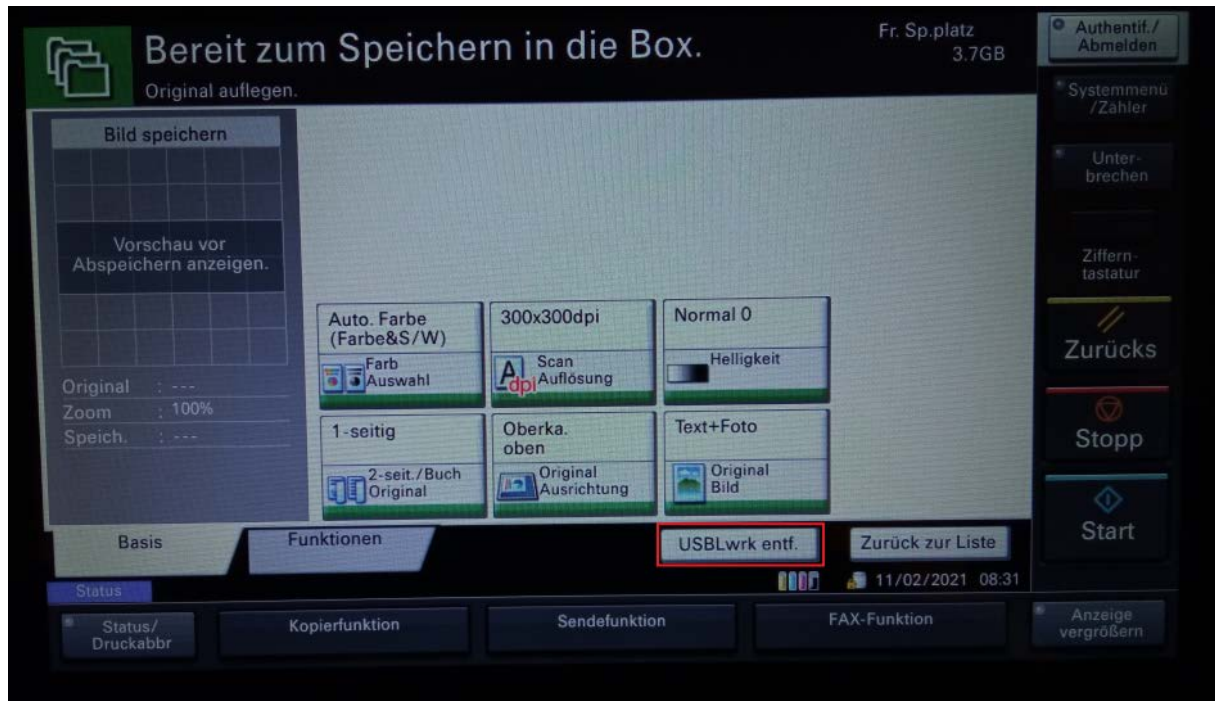 Bereit zum Speichern in die Box.
Original auflegen.
Fr. Sp.platz
3.7GB
Authentif./
Abmelden
Systemmenü
/Zähler
Unter-
brechen
Ziffern-
tastatur
Zurücks
Stopp
Start
Bild speichern
Vorschau vor
Abspeichern anzeigen.
Original : ---
Zoom : 100%
Speich. : ---
Auto. Farbe
(Farbe&S/W)
Farb
Auswahl
300x300dpi
A
dpi
Scan
Auflösung
Normal 0
Helligkeit
1-seitig
2-seit./Buch
Original
Oberka.
oben
Original
Ausrichtung
Text+Foto
Original
Bild
Basis
Funktionen
USBLwrk entf.
Zurück zur Liste
Status
11/02/2021 08:31
Status/
Druckabbr
Kopierfunktion
Sendefunktion
FAX-Funktion
Anzeige
vergrößern